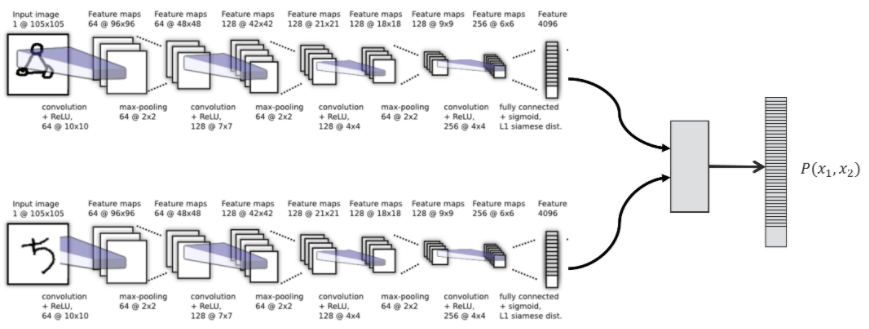 Input image
1 @ 105x105
Feature maps
64 @ 96x96
Feature maps
64 @ 48x48
Feature maps
128 @ 42x42
Feature maps
128 @ 21x21
Feature maps
128 @ 18x18
Feature maps
128 @ 9x9
Feature maps
256 @ 6x6
Feature
4096
convolution
+ ReLU,
64 @ 10x10
max-pooling
64 @ 2x2
convolution
+ ReLU,
128 @ 7x7
max-pooling
64 @ 2x2
convolution
+ ReLU,
128 @ 4x4
max-pooling
64 @ 2x2
convolution
+ ReLU,
256 @ 4x4
fully connected
+ sigmoid,
L1 siamese dist.
P(x₁, x₂)
Input image
1 @ 105x105
Feature maps
64 @ 96x96
Feature maps
64 @ 48x48
Feature maps
128 @ 42x42
Feature maps
128 @ 21x21
Feature maps
128 @ 18x18
Feature maps
128 @ 9x9
Feature maps
256 @ 6x6
Feature
4096
convolution
+ ReLU,
64 @ 10x10
max-pooling
64 @ 2x2
convolution
+ ReLU,
128 @ 7x7
max-pooling
64 @ 2x2
convolution
+ ReLU,
128 @ 4x4
max-pooling
64 @ 2x2
convolution
+ ReLU,
256 @ 4x4
fully connected
+ sigmoid,
L1 siamese dist.